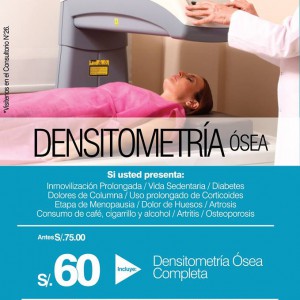 *Visítenos en el Consultorio N°26.
DENSITOMETRÍA ÓSEA
Si usted presenta:
Inmovilización Prolongada / Vida Sedentaria / Diabetes
Dolores de Columna / Uso prolongado de Corticoides
Etapa de Menopausia / Dolor de Huesos / Artrosis
Consumo de café, cigarrillo y alcohol / Artritis / Osteoporosis
Antes S/.75.00
S/. 60 Incluye: Densitometría Ósea
Completa